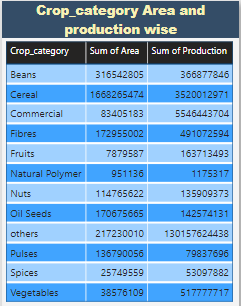 Crop_category Area and
production wise
Crop_category Sum of Area Sum of Production
Beans 316542805 366877846
Cereal 1668265474 3520012971
Commercial 83405183 5546443704
Fibres 172955002 491072594
Fruits 7879587 163713493
Natural Polymer 951136 1175317
Nuts 114765622 135909373
Oil Seeds 170675665 142574131
others 217230010 130157624438
Pulses 136790056 79837696
Spices 25749559 53097882
Vegetables 38576109 517777717